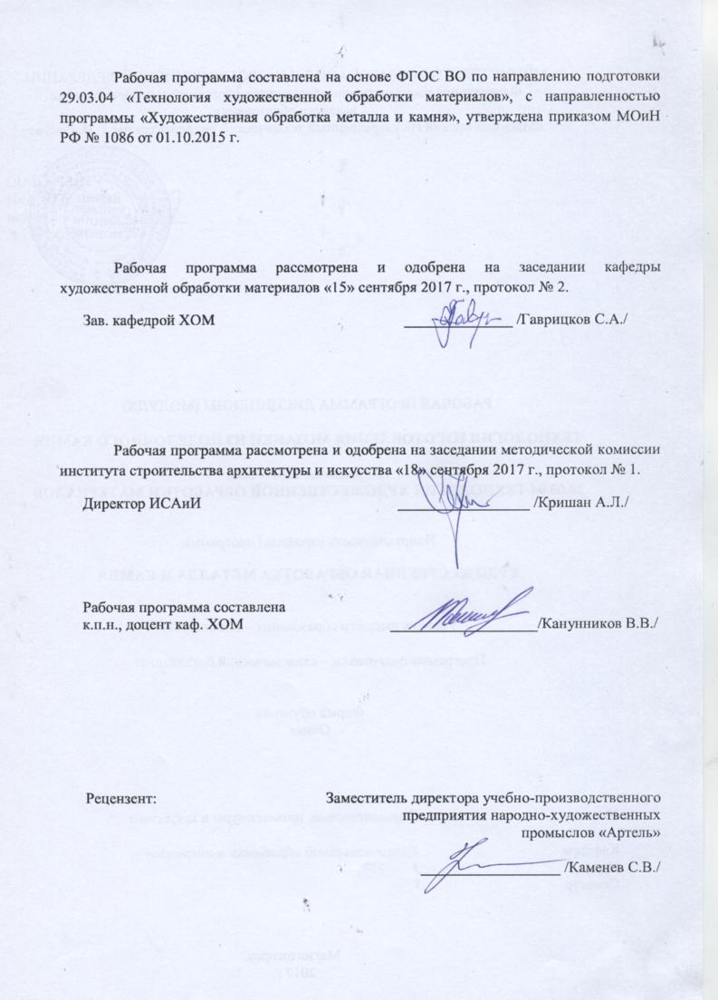 Рабочая программа составлена на основе ФГОС ВО по направлению подготовки
29.03.04 «Технология художественной обработки материалов», с направленностью
программы «Художественная обработка металла и камня», утверждена приказом МОиН
РФ № 1086 от 01.10.2015 г.
Рабочая программа рассмотрена и одобрена на заседании кафедры
художественной обработки материалов «15» сентября 2017 г., протокол № 2.
Зав. кафедрой ХОМ /Гаврицков С.А./
Рабочая программа рассмотрена и одобрена на заседании методической комиссии
института строительства архитектуры и искусства «18» сентября 2017 г., протокол № 1.
Директор ИСАиИ /Кришан А.Л./
Рабочая программа составлена
к.п.н., доцент каф. ХОМ /Канунников В.В./
Рецензент: Заместитель директора учебно-производственного
предприятия народно-художественных
промыслов «Артель»
/Каменев С.В./